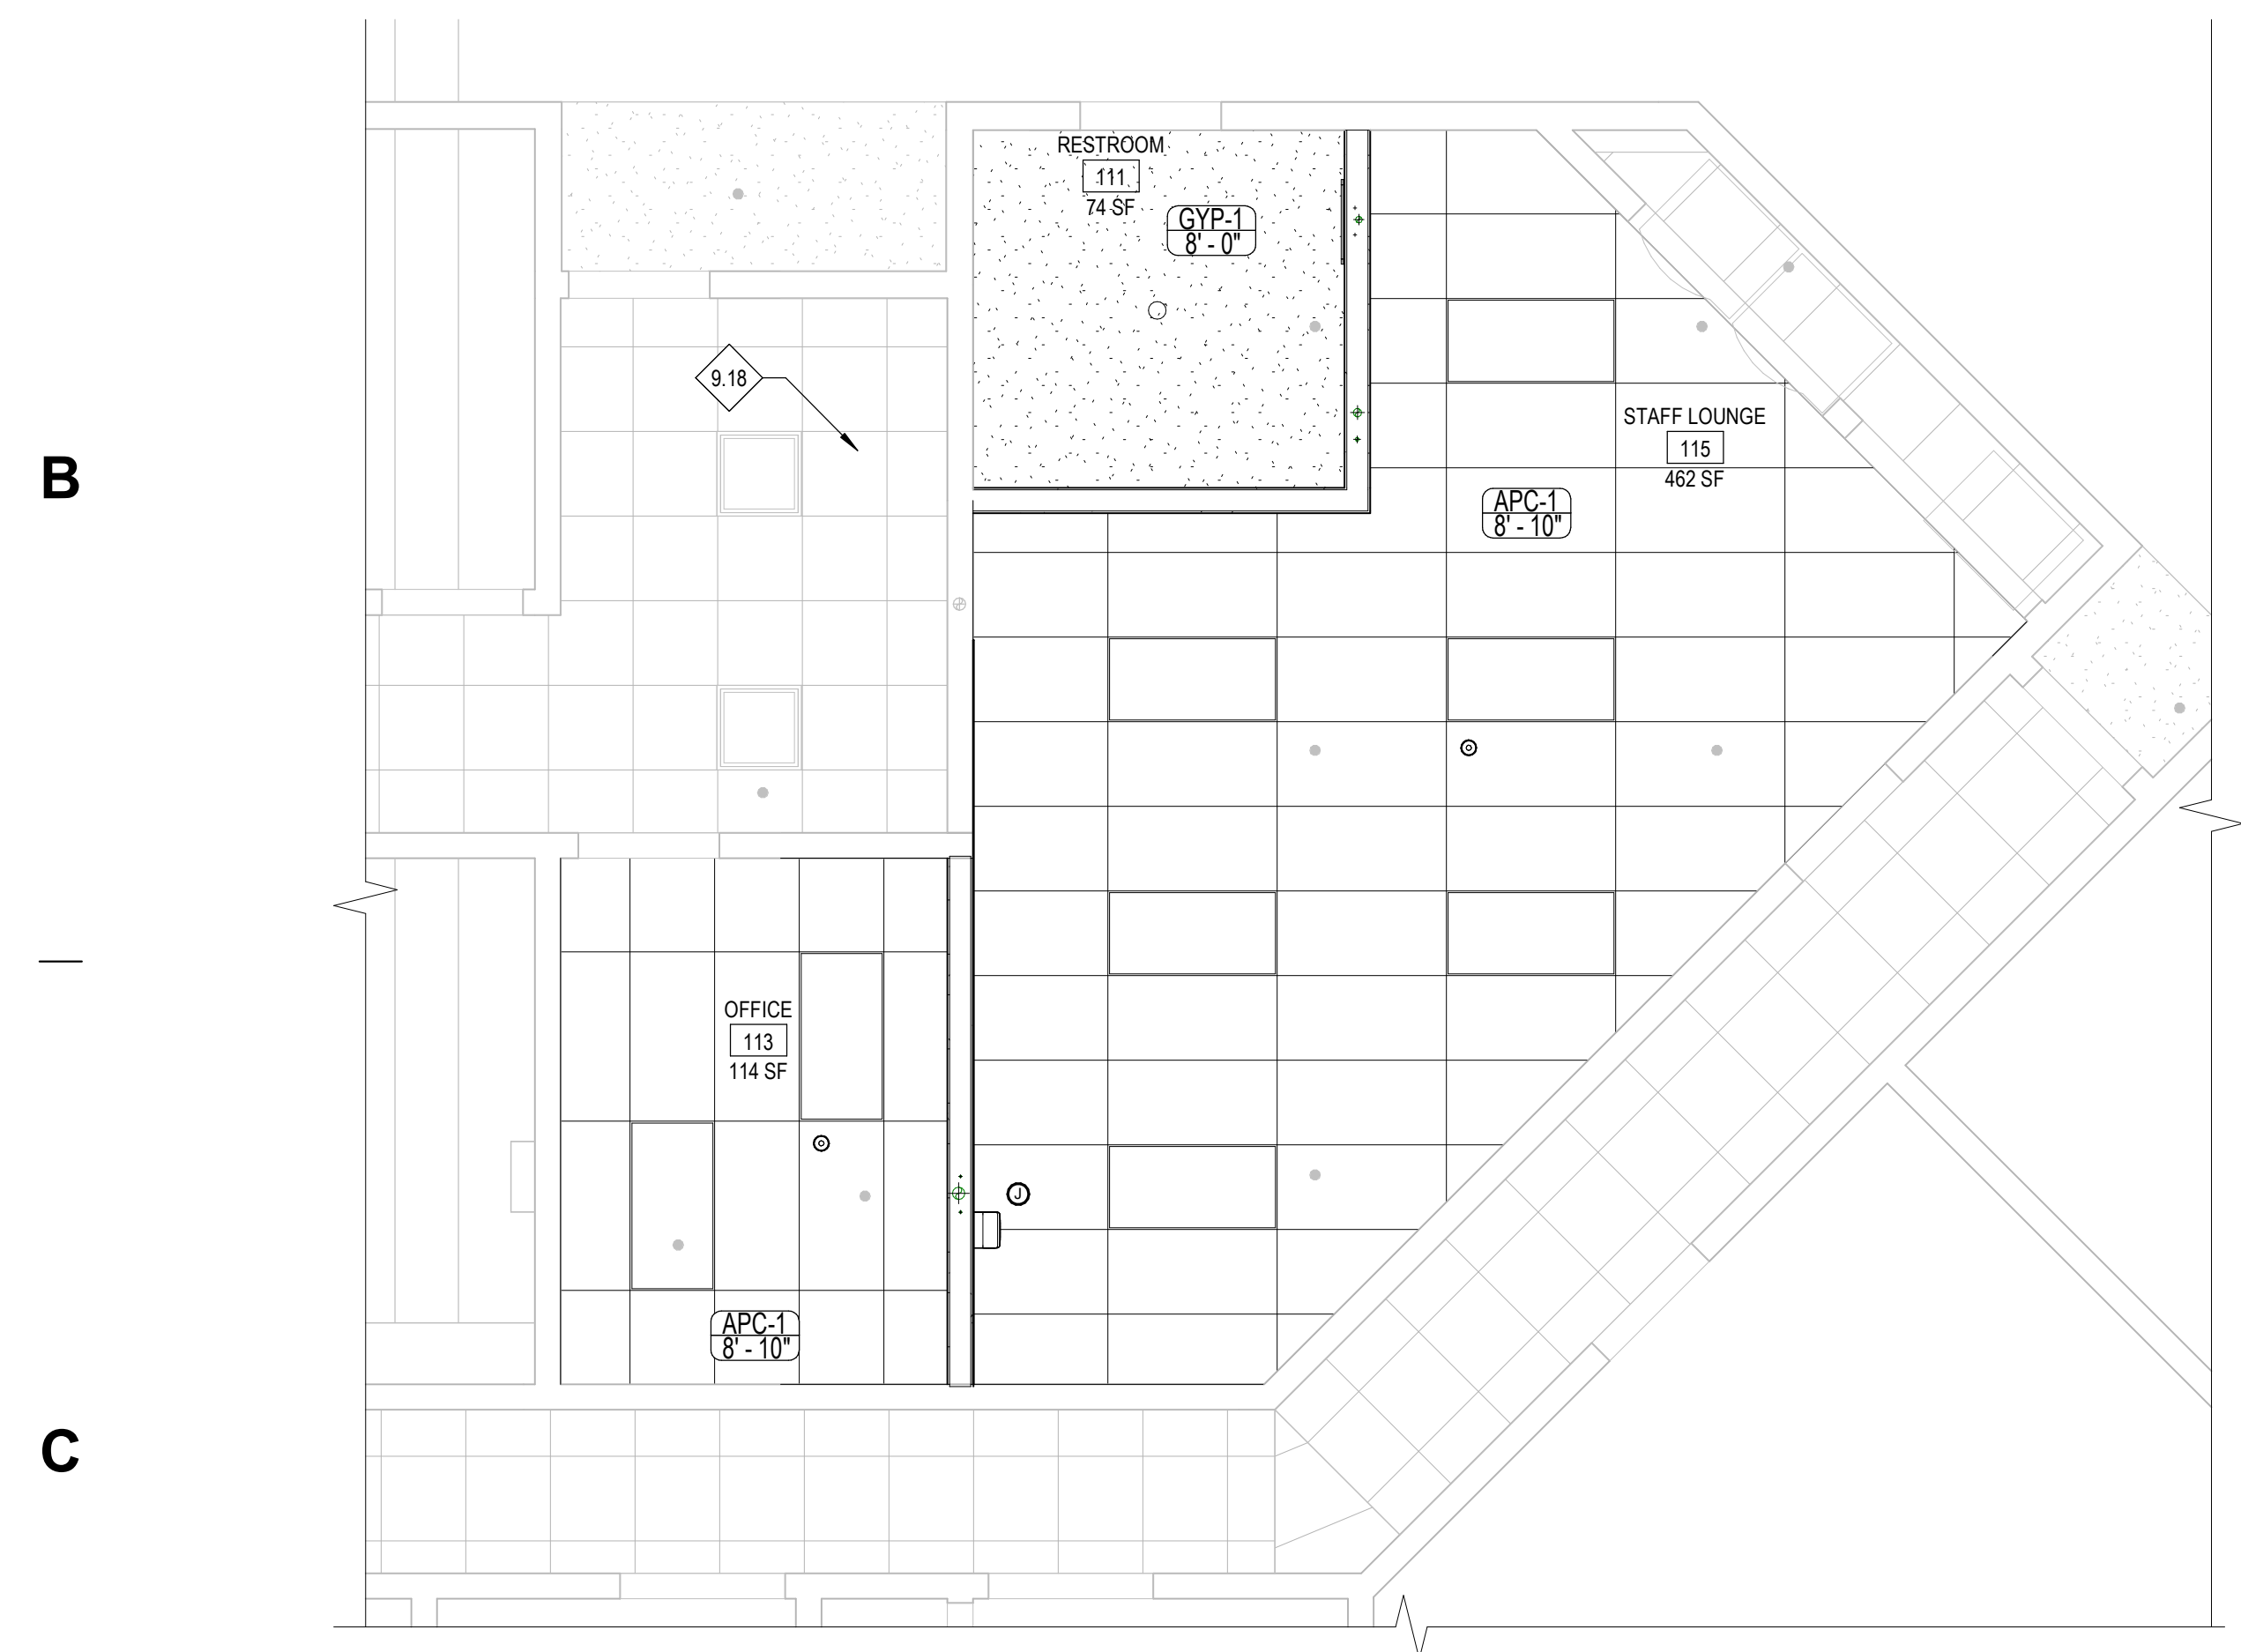 RESTROOM
111
74 SF
GYP-1
8' - 0"
9.18
STAFF LOUNGE
115
462 SF
B
APC-1
8' - 10"
OFFICE
113
114 SF
J
APC-1
8' - 10"
C